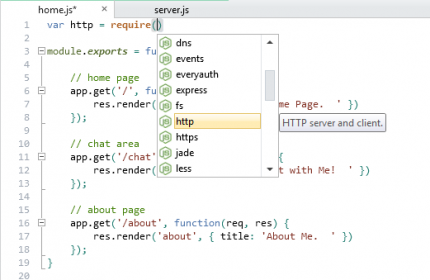 home.js* × server.js
1 var http = require()
2
3 module.exports = fu
4
5 // home page
6 app.get('/', fu
7 res.render( me Page. ' })
8 });
9
10 // chat area
11 app.get('/chat' {
12 res.render( t with Me! ' })
13 });
14
15 // about page
16 app.get('/about', function(req, res) {
17 res.render('about', { title: 'About Me. ' })
18 });
19 }
20
dns
events
everyauth
express
fs
http
https
jade
less
HTTP server and client.